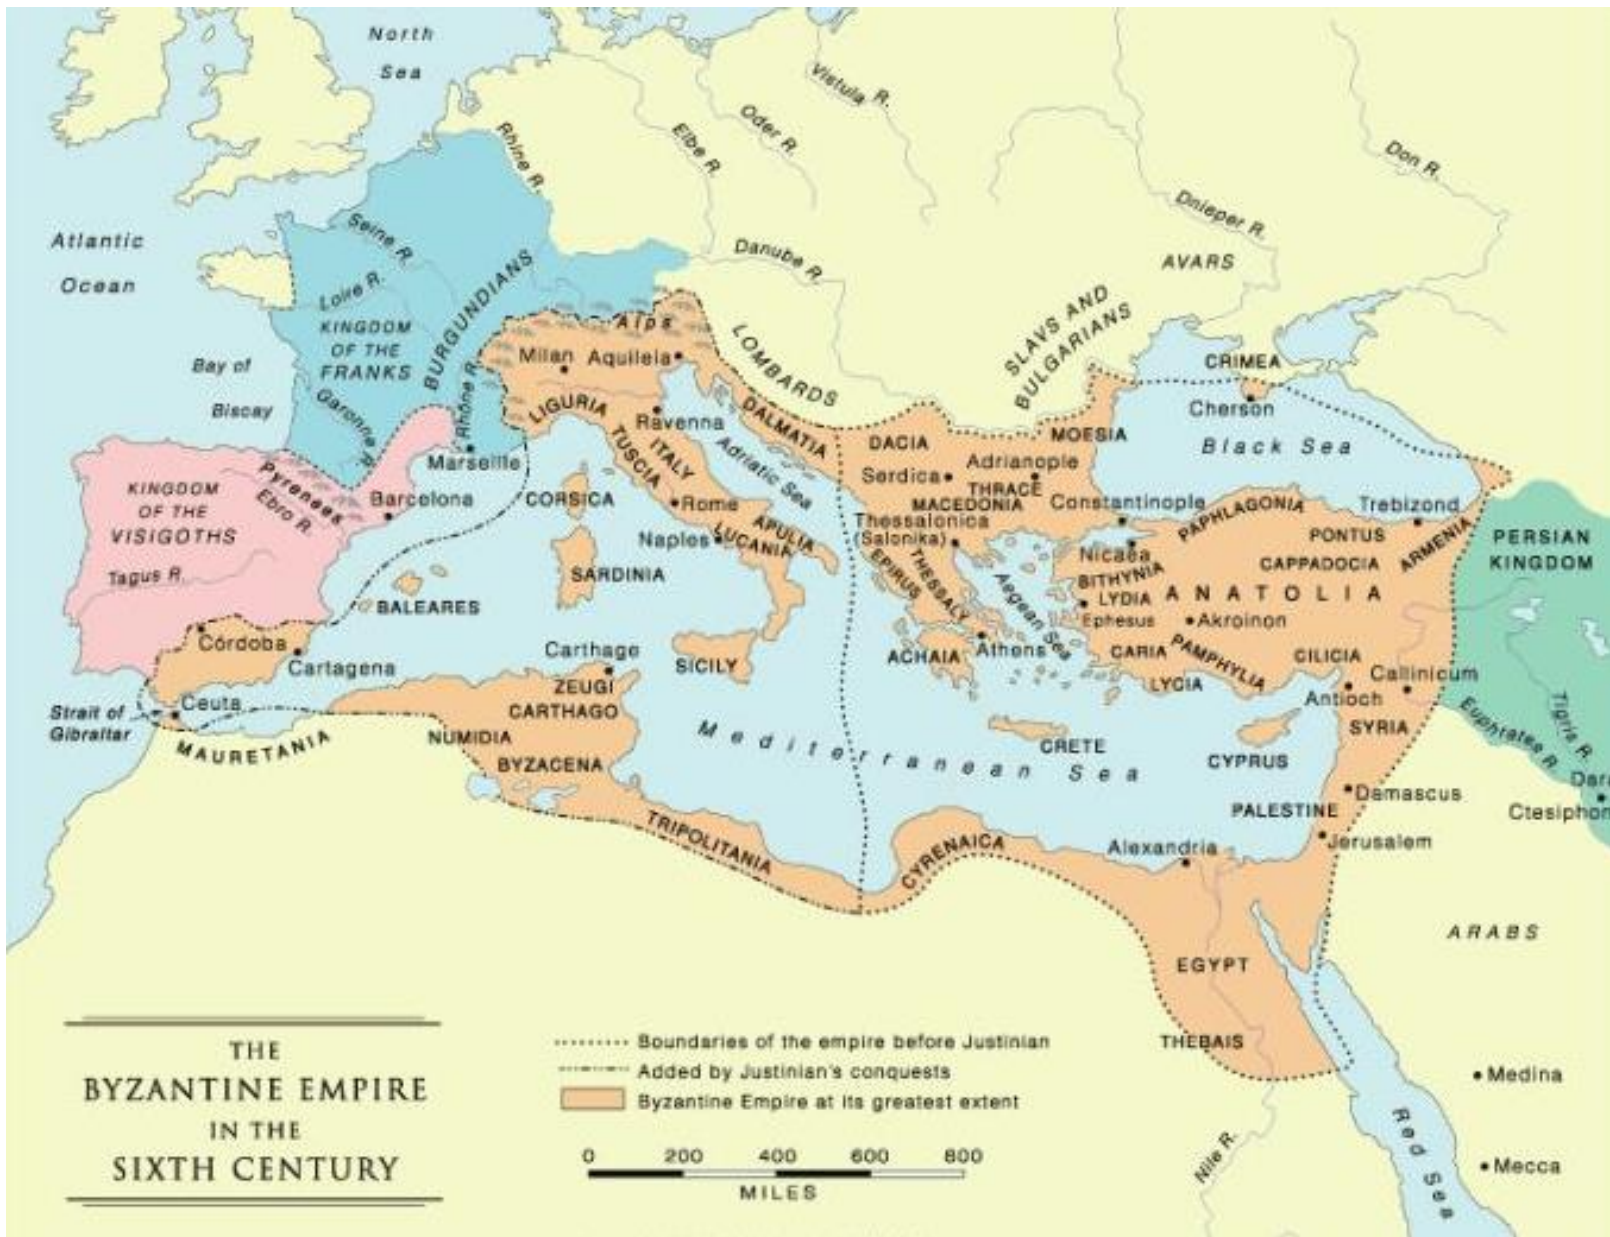 North
Sea
Vistula R.
Oder R.
Elbe R.
Rhine R.
Don R.
Dnieper R.
Atlantic
Ocean
Seine R.
Danube R.
AVARS
Loire R.
KINGDOM
OF THE
FRANKS
BURGUNDIANS
Alps
LOMBARDS
SLAVS AND
BULGARIANS
Milan
Aquileia
CRIMEA
Bay of
Biscay
Garonne R.
Rhône R.
LIGURIA
Ravenna
DALMATIA
DACIA
MOESIA
Cherson
Black Sea
Marseille
TUSCIA
ITALY
Adriatic Sea
Serdica
Adrianople
THRACE
MACEDONIA
Constantinople
KINGDOM
OF THE
VISIGOTHS
Pyrenees
Ebro R.
Barcelona
CORSICA
Rome
APULIA
LUCANIA
Naples
Thessalonica
(Salonika)
PAPHLAGONIA
Trebizond
PONTUS
ARMENIA
PERSIAN
KINGDOM
Nicaea
BITHYNIA
CAPPADOCIA
Tagus R.
SARDINIA
EPIRUS
THESSALY
Aegean Sea
LYDIA
ANATOLIA
BALEARES
Ephesus
Akroinon
Córdoba
Cartagena
Carthage
SICILY
ACHAIA
Athens
CARIA
PAMPHYLIA
CILICIA
Callinicum
ZEUGI
CARTHAGO
LYCIA
Antioch
Strait of
Gibraltar
Ceuta
MAURETANIA
NUMIDIA
BYZACENA
Mediterranean Sea
CRETE
CYPRUS
SYRIA
Euphrates R.
Tigris R.
Dara
Ctesiphon
TRIPOLITANIA
CYRENAICA
PALESTINE
Damascus
Alexandria
Jerusalem
ARABS
EGYPT
THEBAIS
Medina
Mecca
Red Sea
Nile R.
THE
BYZANTINE EMPIRE
IN THE
SIXTH CENTURY
Boundaries of the empire before Justinian
Added by Justinian's conquests
Byzantine Empire at its greatest extent
0 200 400 600 800
MILES